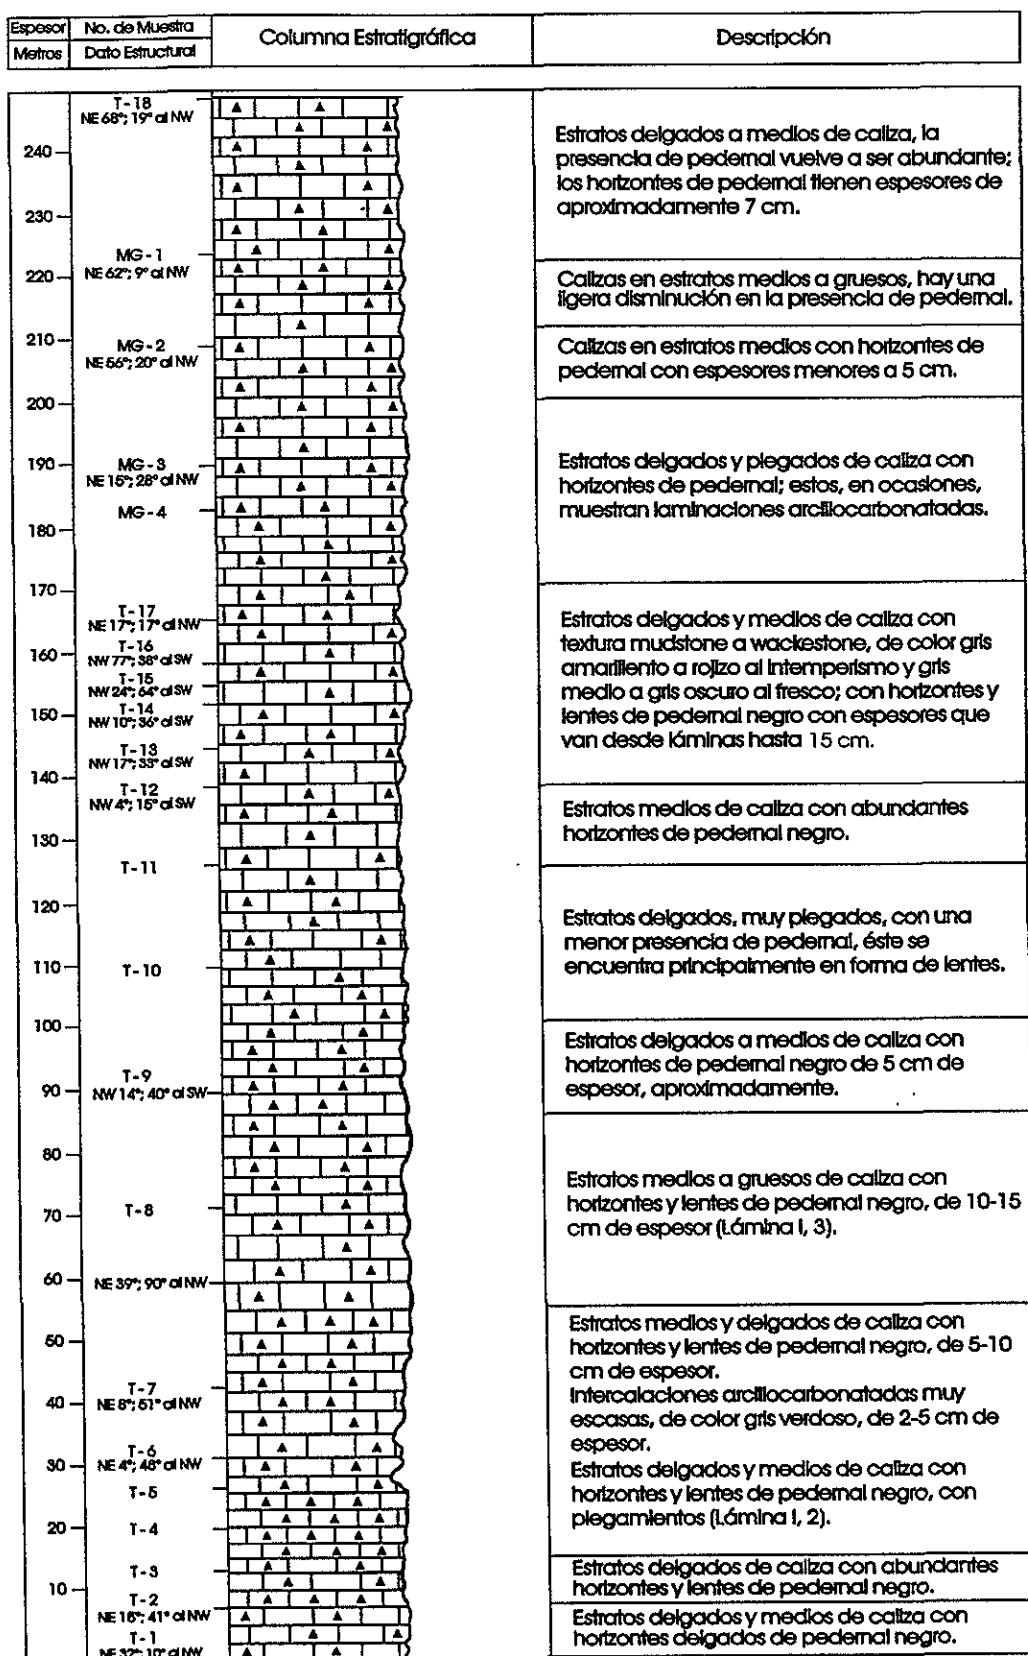 Espesor
Metros
No. de Muestra
Dato Estructural
Columna Estratigráfica
Descripción
T-18
NE 68°; 19° al NW
240
230
MG-1
NE 62°; 9° al NW
220
210
MG-2
NE 56°; 20° al NW
200
190
MG-3
NE 15°; 28° al NW
MG-4
180
170
T-17
NE 17°; 17° al NW
T-16
160
NW 77°; 38° al SW
T-15
NW 24°; 64° al SW
T-14
150
NW 10°; 36° al SW
T-13
NW 17°; 33° al SW
140
T-12
NW 4°; 15° al SW
130
T-11
120
110
T-10
100
T-9
90
NW 14°; 40° al SW
80
70
T-8
60
NE 39°; 90° al NW
50
T-7
40
NE 8°; 51° al NW
T-6
30
NE 4°; 48° al NW
T-5
20
T-4
T-3
10
T-2
NE 16°; 41° al NW
T-1
NE 32°; 10° al NW
Estratos delgados a medios de caliza, la
presencia de pedernal vuelve a ser abundante;
los horizontes de pedernal tienen espesores de
aproximadamente 7 cm.
Calizas en estratos medios a gruesos, hay una
ligera disminución en la presencia de pedernal.
Calizas en estratos medios con horizontes de
pedernal con espesores menores a 5 cm.
Estratos delgados y plegados de caliza con
horizontes de pedernal; estos, en ocasiones,
muestran laminaciones arcillocarbonatadas.
Estratos delgados y medios de caliza con
textura mudstone a wackestone, de color gris
amarillento a rojizo al intemperismo y gris
medio a gris oscuro al fresco; con horizontes y
lentes de pedernal negro con espesores que
van desde láminas hasta 15 cm.
Estratos medios de caliza con abundantes
horizontes de pedernal negro.
Estratos delgados, muy plegados, con una
menor presencia de pedernal, éste se
encuentra principalmente en forma de lentes.
Estratos delgados a medios de caliza con
horizontes de pedernal negro de 5 cm de
espesor, aproximadamente.
Estratos medios a gruesos de caliza con
horizontes y lentes de pedernal negro, de 10-15
cm de espesor (Lámina I, 3).
Estratos medios y delgados de caliza con
horizontes y lentes de pedernal negro, de 5-10
cm de espesor.
Intercalaciones arcillocarbonatadas muy
escasas, de color gris verdoso, de 2-5 cm de
espesor.
Estratos delgados y medios de caliza con
horizontes y lentes de pedernal negro, con
plegamientos (Lámina I, 2).
Estratos delgados de caliza con abundantes
horizontes y lentes de pedernal negro.
Estratos delgados y medios de caliza con
horizontes delgados de pedernal negro.